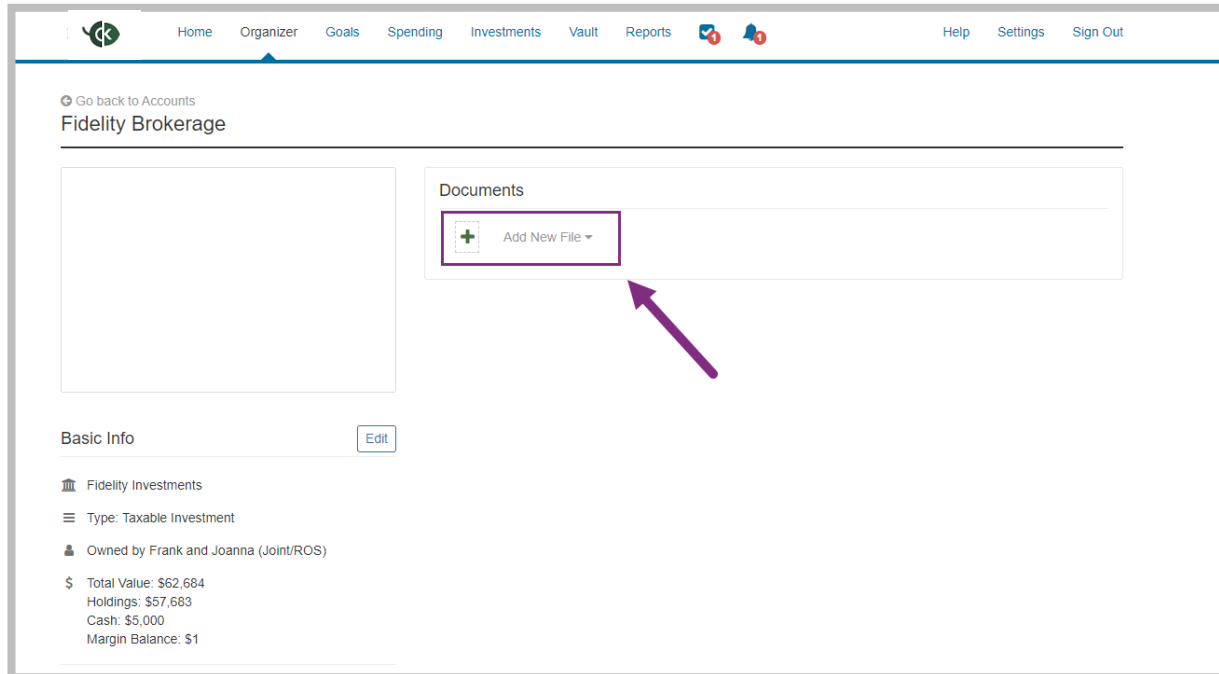 Home Organizer Goals Spending Investments Vault Reports 1 1 Help Settings Sign Out
Go back to Accounts
Fidelity Brokerage
Documents
Add New File
Basic Info Edit
Fidelity Investments
Type: Taxable Investment
Owned by Frank and Joanna (Joint/ROS)
$ Total Value: $62,684
Holdings: $57,683
Cash: $5,000
Margin Balance: $1